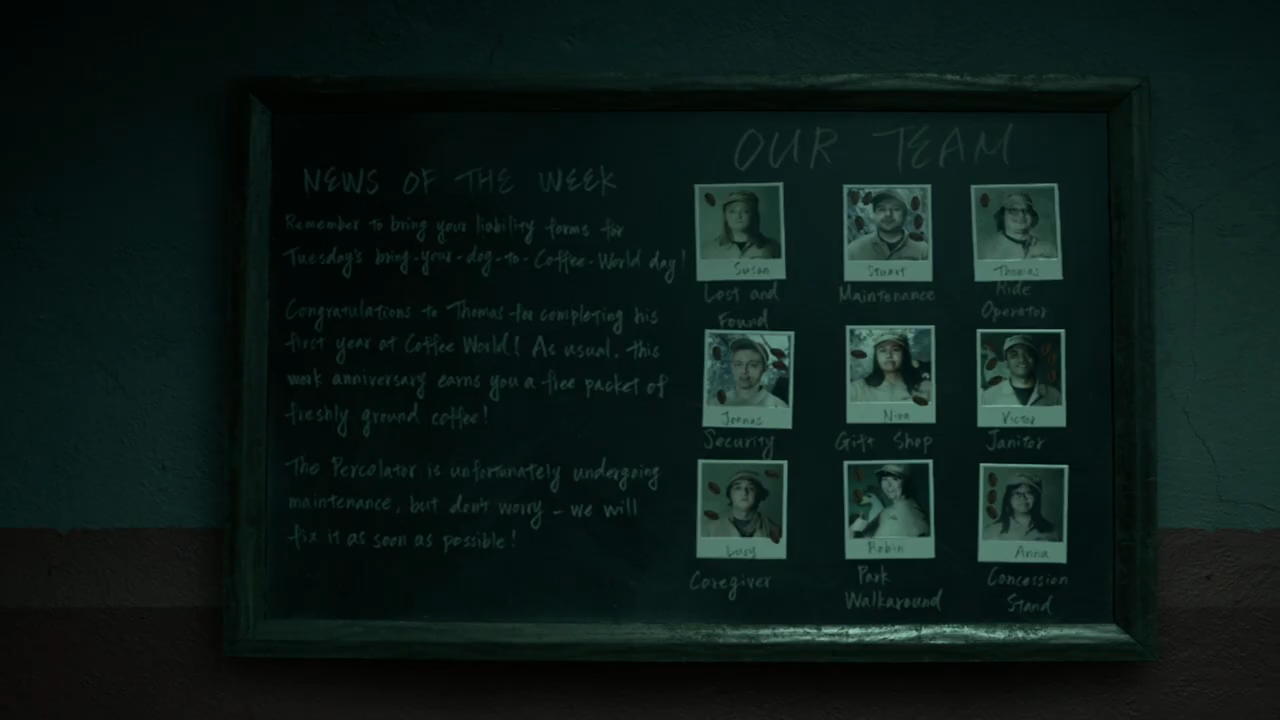 NEWS OF THE WEEK
Remember to bring your liability forms for
Tuesday's bring-your-dog-to-Coffee-World day!
Congratulations to Thomas for completing his
first year at Coffee World! As usual, this
work anniversary earns you a free packet of
freshly ground coffee!
The Percolator is unfortunately undergoing
maintenance, but don't worry - we will
fix it as soon as possible!
OUR TEAM
Susan
Lost and
Found
Stuart
Maintenance
Thomas
Ride
Operator
Joonas
Security
Nina
Gift Shop
Victor
Janitor
Lucy
Caregiver
Robin
Park
Walkaround
Anna
Concession
Stand